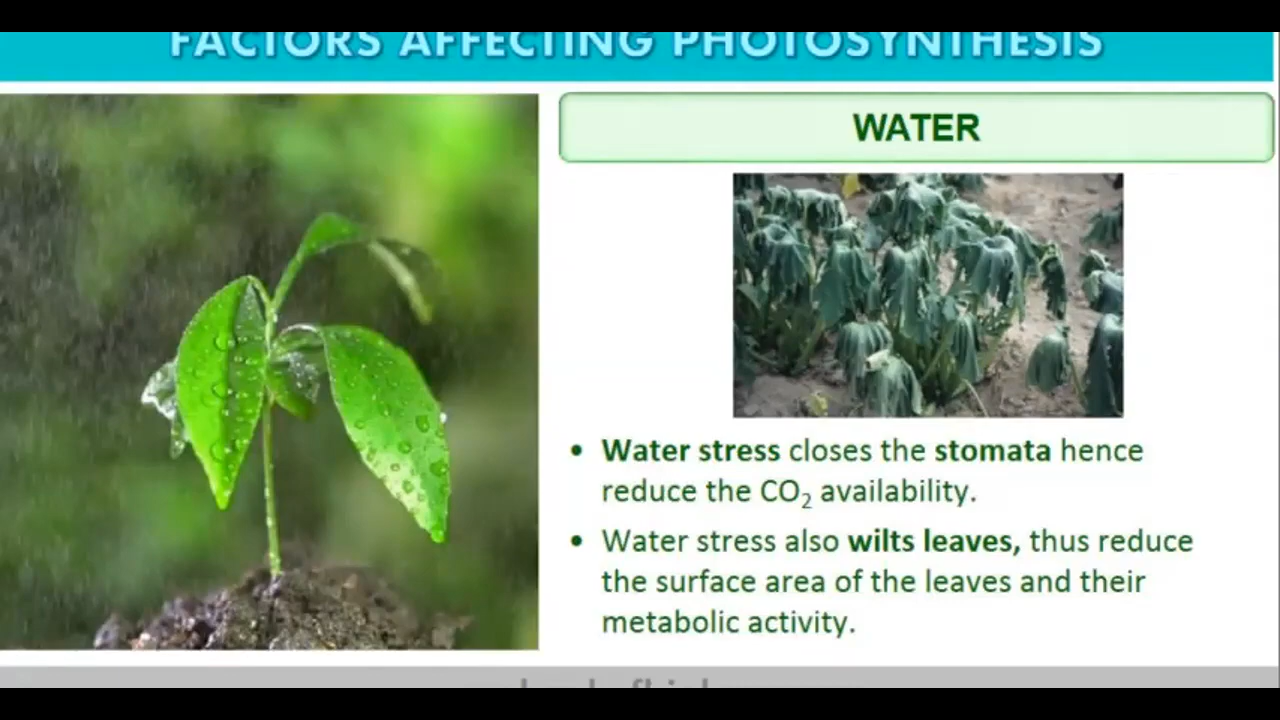 FACTORS AFFECTING PHOTOSYNTHESIS
WATER
• Water stress closes the stomata hence
reduce the CO₂ availability.
• Water stress also wilts leaves, thus reduce
the surface area of the leaves and their
metabolic activity.